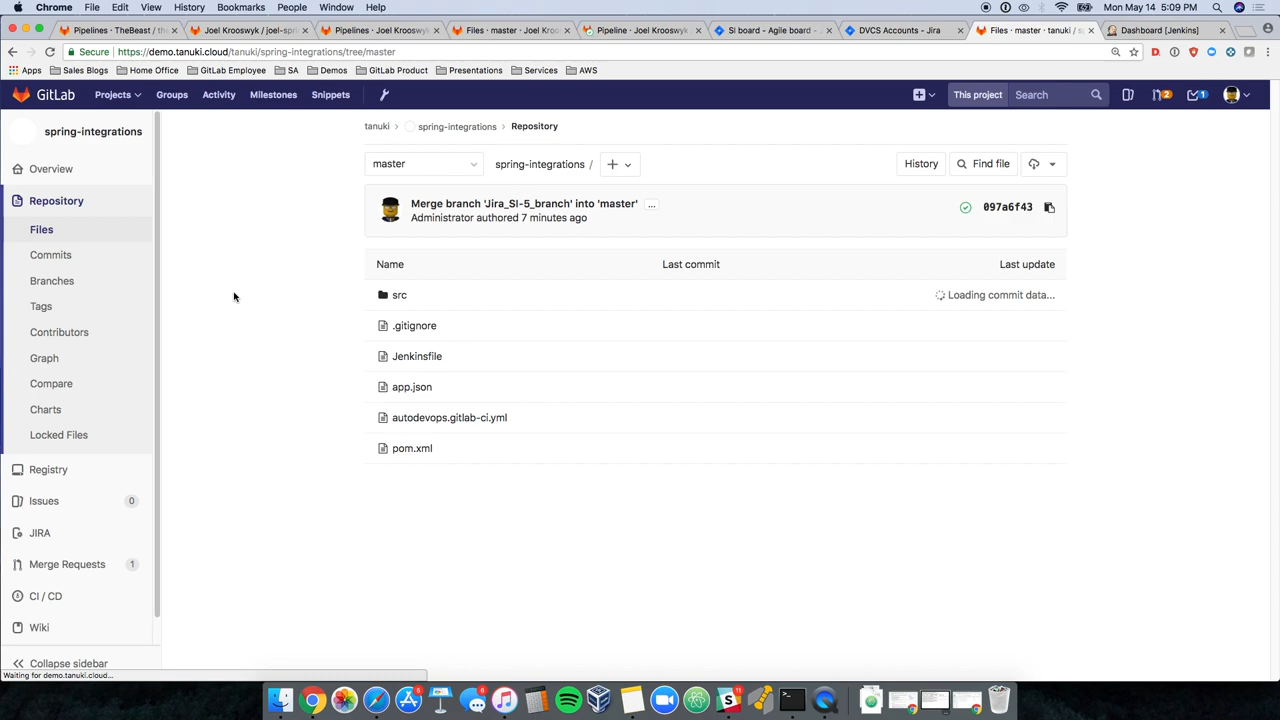 Chrome File Edit View History Bookmarks People Window Help Mon May 14 5:09 PM
Pipelines · TheBeast / Joel Krooswyk / joel-spr Pipelines · Joel Krooswyk Files · master · Joel Kroos Pipeline · Joel Krooswyk SI board - Agile board - DVCS Accounts - Jira Files · master · tanuki / s Dashboard [Jenkins]
Secure https://demo.tanuki.cloud/tanuki/spring-integrations/tree/master
Apps Sales Blogs Home Office GitLab Employee SA Demos GitLab Product Presentations Services AWS
GitLab Projects Groups Activity Milestones Snippets This project Search 2 1
spring-integrations
tanuki › spring-integrations › Repository
Overview
master spring-integrations / + History Find file
Repository
Files
Commits
Branches
Tags
Contributors
Graph
Compare
Charts
Locked Files
Registry
Issues 0
JIRA
Merge Requests 1
CI / CD
Wiki
Collapse sidebar
Merge branch 'Jira_SI-5_branch' into 'master' ...
Administrator authored 7 minutes ago
097a6f43
Name Last commit Last update
src Loading commit data...
.gitignore
Jenkinsfile
app.json
autodevops.gitlab-ci.yml
pom.xml
Waiting for demo.tanuki.cloud...